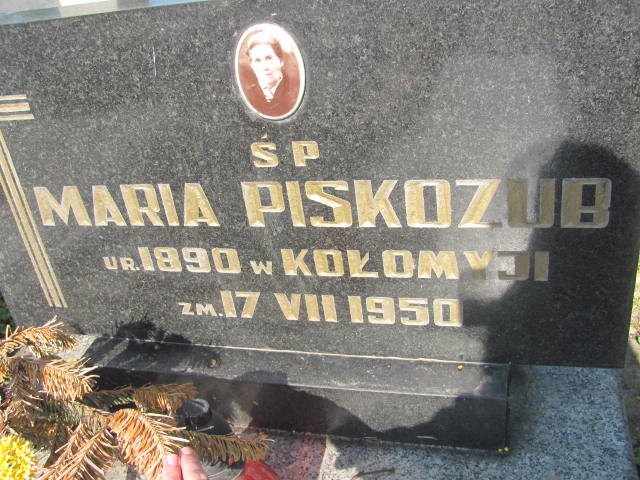 ŚP
MARIA PISKOZUB
UR. 1890 W KOŁOMYJI
ZM. 17 VII 1950